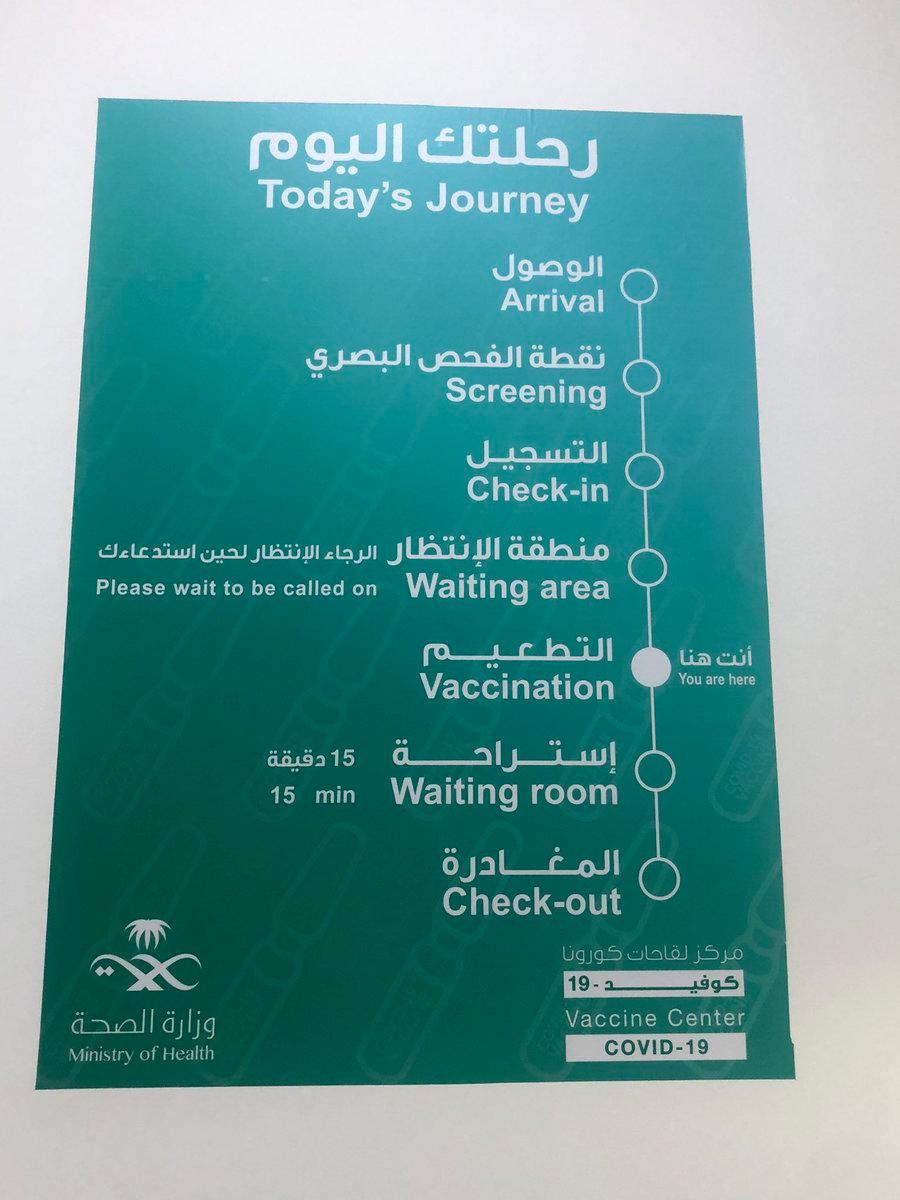 رحلتك اليوم
Today's Journey
الوصول
Arrival
نقطة الفحص البصري
Screening
التسجيل
Check-in
منطقة الإنتظار الرجاء الإنتظار لحين استدعاءك
Waiting area Please wait to be called on
التطعيم
Vaccination
أنت هنا
You are here
إستراحة 15 دقيقة
Waiting room 15 min
المغادرة
Check-out
مركز لقاحات كورونا
كوفيد - 19
Vaccine Center
COVID-19
وزارة الصحة
Ministry of Health